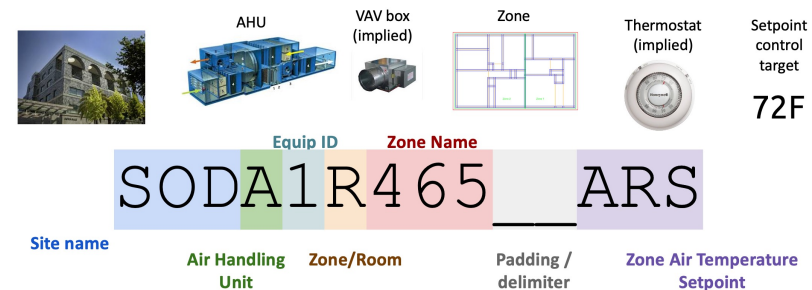 AHU
VAV box
(implied)
Zone
Thermostat
(implied)
Setpoint
control
target
Honeywell
72F
Equip ID
Zone Name
SODA1R465__ARS
Site name
Air Handling
Unit
Zone/Room
Padding /
delimiter
Zone Air Temperature
Setpoint